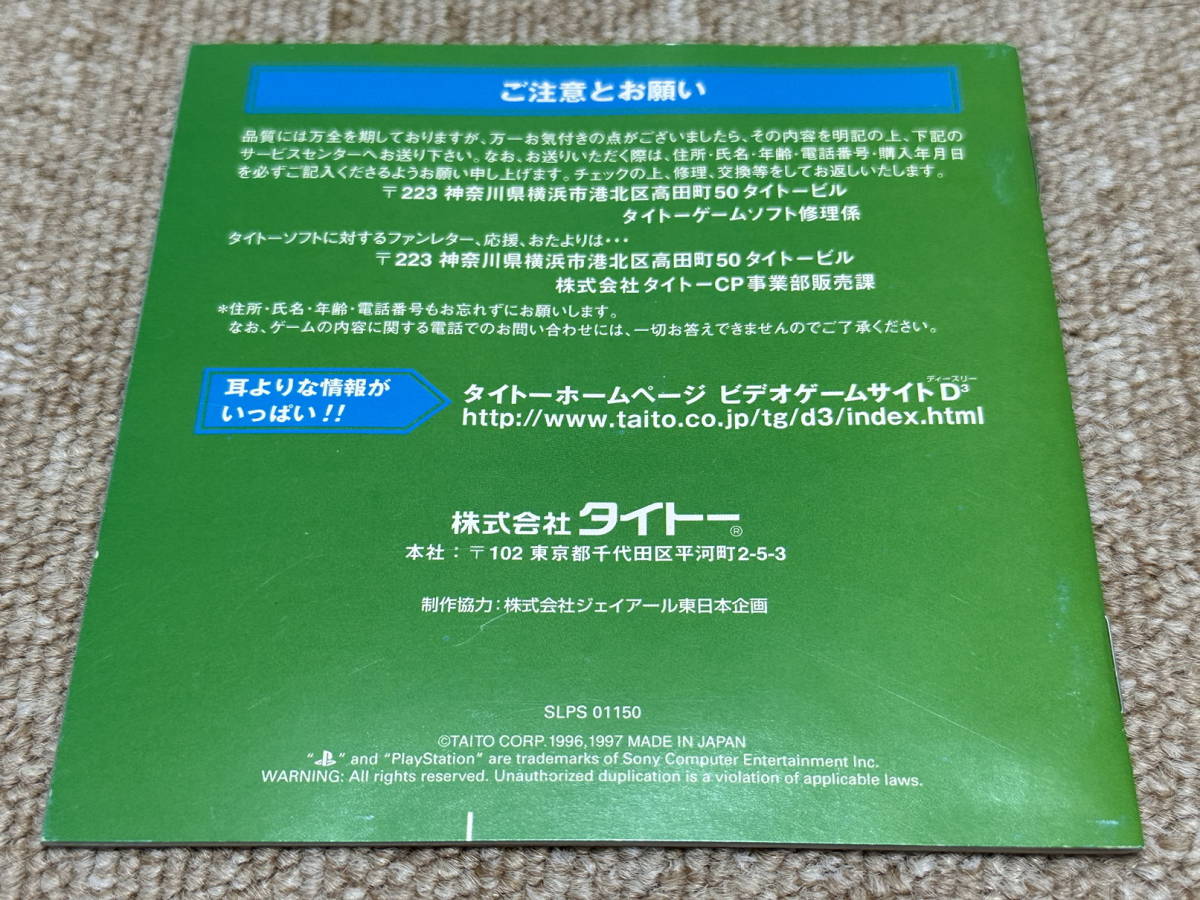 ご注意とお願い
品質には万全を期しておりますが、万一お気付きの点がございましたら、その内容を明記の上、下記の
サービスセンターへお送り下さい。なお、お送りいただく際は、住所・氏名・年齢・電話番号・購入年月日
を必ずご記入くださるようお願い申し上げます。チェックの上、修理、交換等をしてお返しいたします。
〒223 神奈川県横浜市港北区高田町50 タイトービル
タイトーゲームソフト修理係
タイトーソフトに対するファンレター、応援、おたよりは・・・
〒223 神奈川県横浜市港北区高田町50 タイトービル
株式会社 タイトーCP事業部販売課
*住所・氏名・年齢・電話番号もお忘れずにお願いします。
なお、ゲームの内容に関する電話でのお問い合わせには、一切お答えできませんのでご了承ください。
耳よりな情報が
いっぱい!!
ディースリー
タイトーホームページ ビデオゲームサイトD³
http://www.taito.co.jp/tg/d3/index.html
株式会社 タイトー®
本社：〒102 東京都千代田区平河町2-5-3
制作協力：株式会社ジェイアール東日本企画
SLPS 01150
©TAITO CORP. 1996,1997 MADE IN JAPAN
" " and "PlayStation" are trademarks of Sony Computer Entertainment Inc.
WARNING: All rights reserved. Unauthorized duplication is a violation of applicable laws.